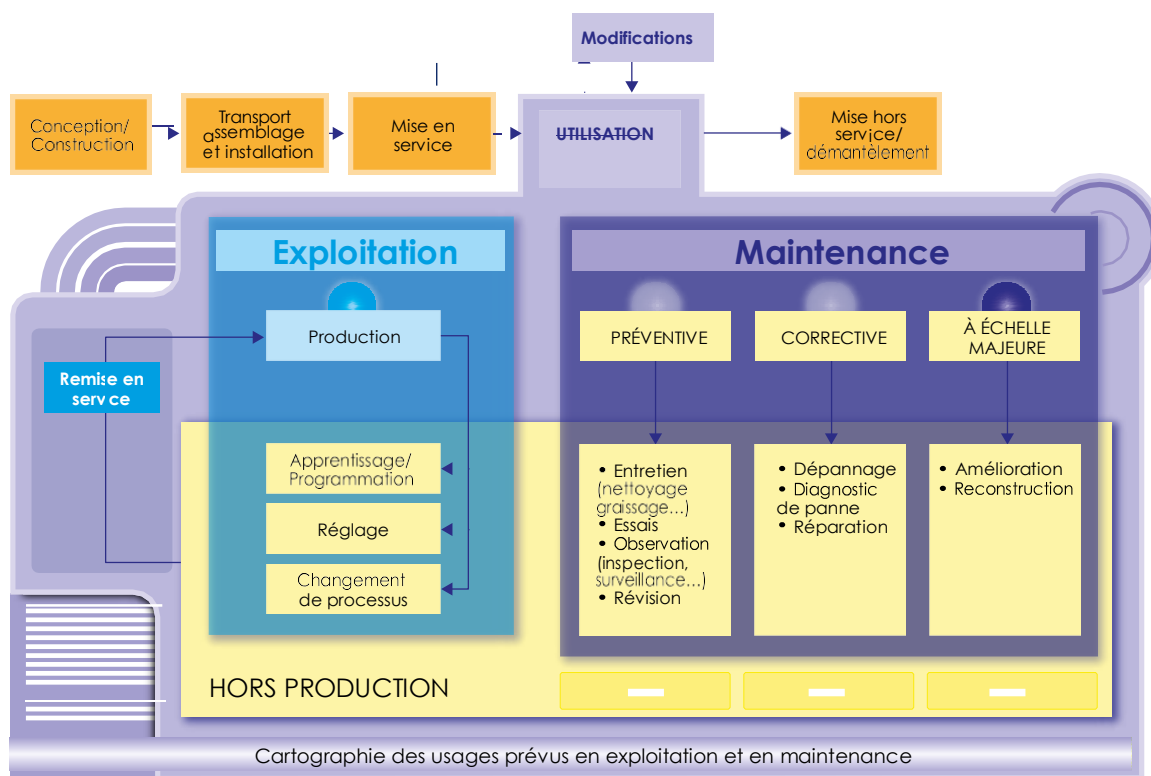 Modifications
Conception/
Construction
Transport
assemblage
et installation
Mise en
service
UTILISATION
Mise hors
service/
démantèlement
Exploitation
Maintenance
Production
PRÉVENTIVE
CORRECTIVE
À ÉCHELLE
MAJEURE
Remise en
service
Apprentissage/
Programmation
Réglage
Changement
de processus
• Entretien
(nettoyage
graissage...)
• Essais
• Observation
(inspection,
surveillance...)
• Révision
• Dépannage
• Diagnostic
de panne
• Réparation
• Amélioration
• Reconstruction
HORS PRODUCTION
Cartographie des usages prévus en exploitation et en maintenance